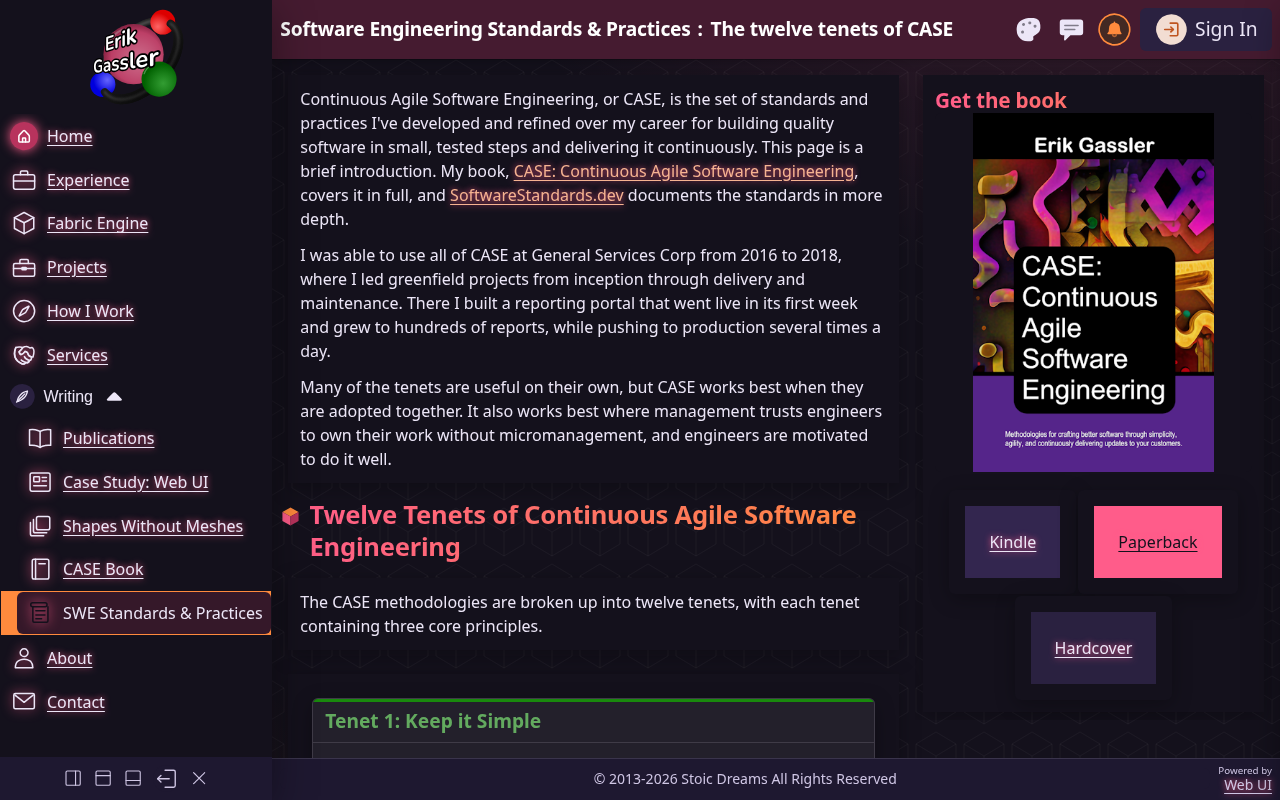 Erik
Gassler
Home
Experience
Fabric Engine
Projects
How I Work
Services
Writing
Publications
Case Study: Web UI
Shapes Without Meshes
CASE Book
SWE Standards & Practices
About
Contact
Software Engineering Standards & Practices : The twelve tenets of CASE
Sign In
Continuous Agile Software Engineering, or CASE, is the set of standards and
practices I've developed and refined over my career for building quality
software in small, tested steps and delivering it continuously. This page is a
brief introduction. My book, CASE: Continuous Agile Software Engineering,
covers it in full, and SoftwareStandards.dev documents the standards in more
depth.
I was able to use all of CASE at General Services Corp from 2016 to 2018,
where I led greenfield projects from inception through delivery and
maintenance. There I built a reporting portal that went live in its first week
and grew to hundreds of reports, while pushing to production several times a
day.
Many of the tenets are useful on their own, but CASE works best when they
are adopted together. It also works best where management trusts engineers
to own their work without micromanagement, and engineers are motivated
to do it well.
Twelve Tenets of Continuous Agile Software
Engineering
The CASE methodologies are broken up into twelve tenets, with each tenet
containing three core principles.
Tenet 1: Keep it Simple
Get the book
Erik Gassler
CASE:
Continuous
Agile
Software
Engineering
Methodologies for crafting better software through simplicity,
agility, and continuously delivering updates to your customers.
Kindle
Paperback
Hardcover
© 2013-2026 Stoic Dreams All Rights Reserved
Powered by
Web UI